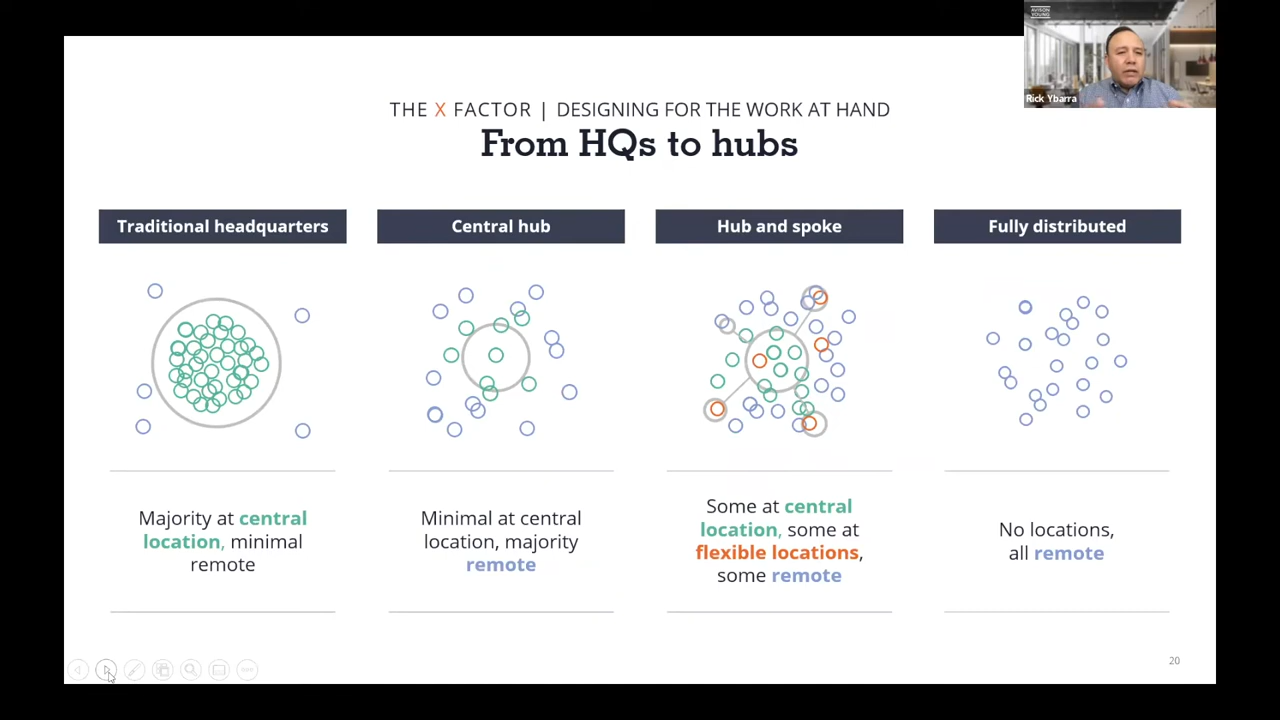 AVISON
YOUNG
Rick Ybarra
THE X FACTOR | DESIGNING FOR THE WORK AT HAND
From HQs to hubs
Traditional headquarters
Central hub
Hub and spoke
Fully distributed
Majority at central
location, minimal
remote
Minimal at central
location, majority
remote
Some at central
location, some at
flexible locations,
some remote
No locations,
all remote
20